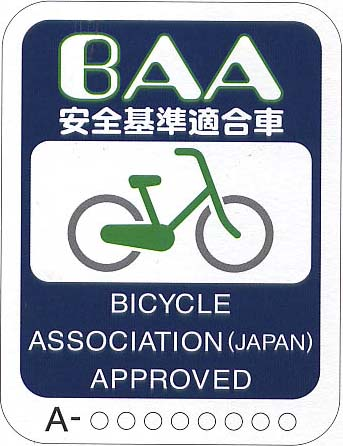 BAA
安全基準適合車
BICYCLE
ASSOCIATION (JAPAN)
APPROVED
A-○○○○○○○○